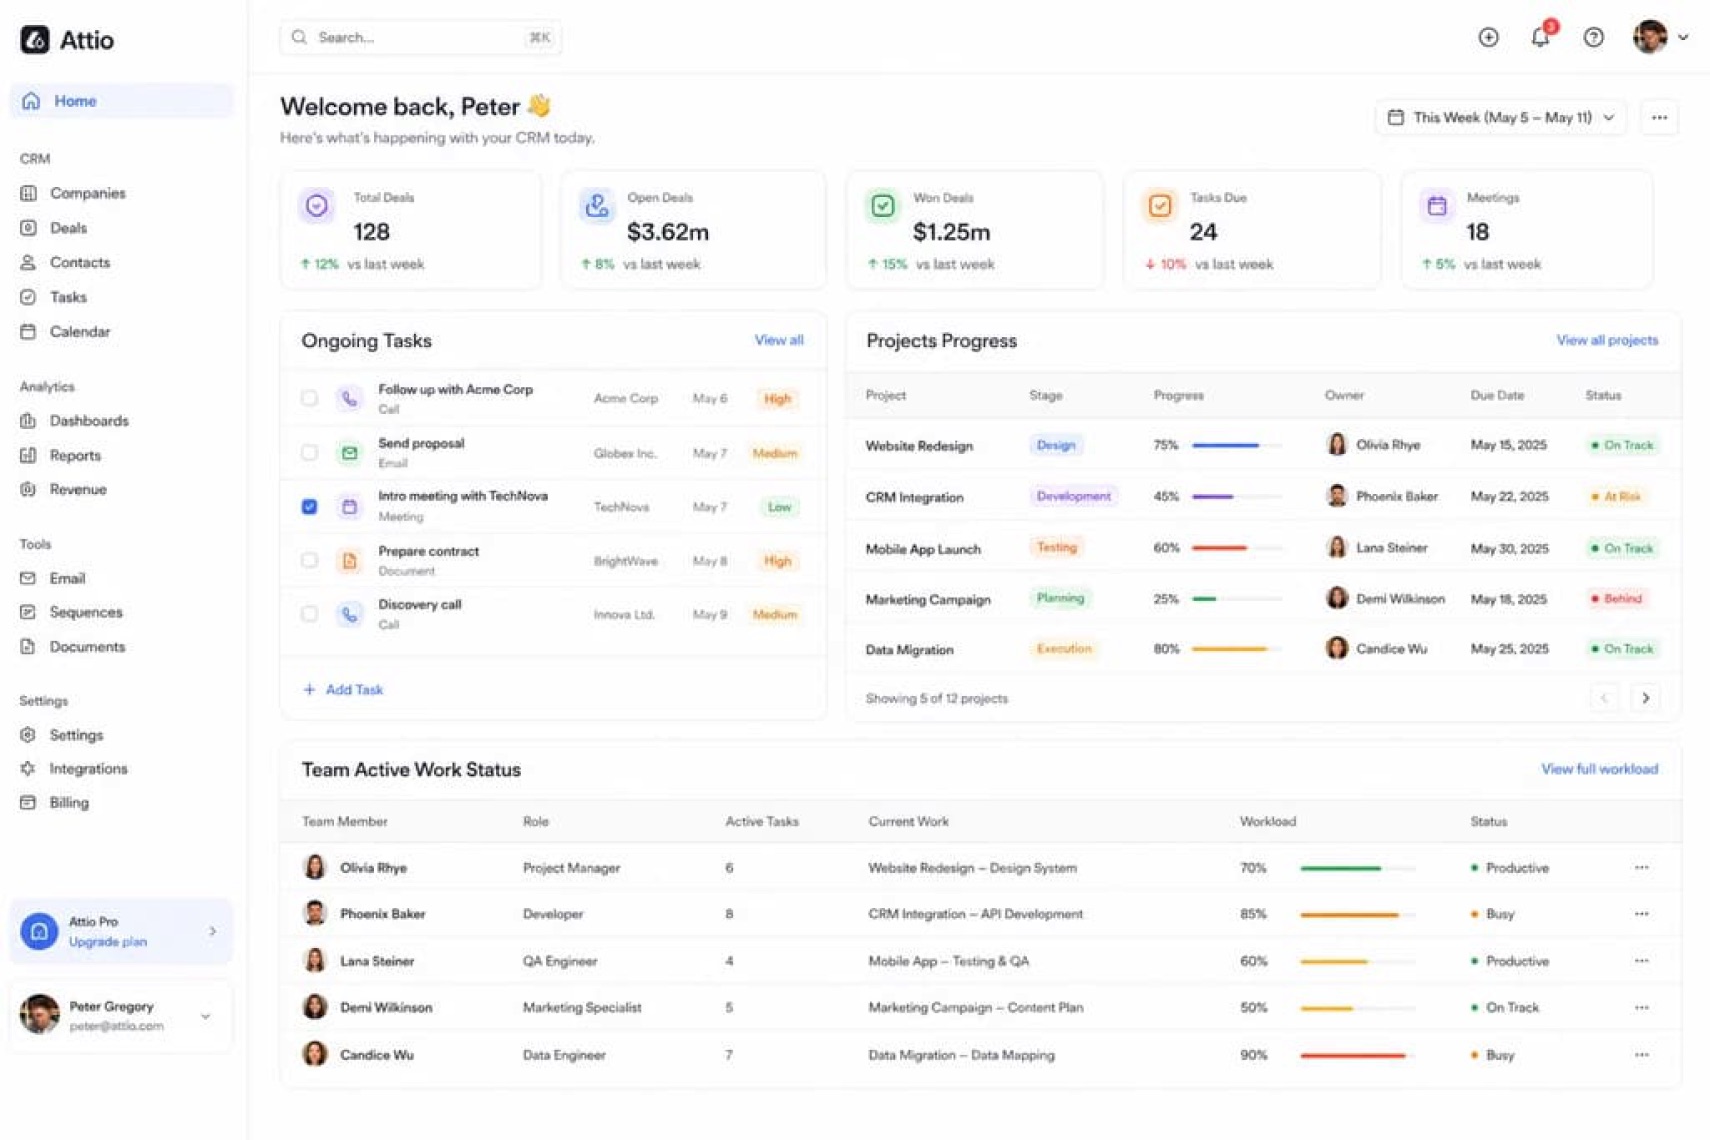 Attio
Search... ⌘K
3
Home
CRM
Companies
Deals
Contacts
Tasks
Calendar
Analytics
Dashboards
Reports
Revenue
Tools
Email
Sequences
Documents
Settings
Settings
Integrations
Billing
Attio Pro
Upgrade plan
Peter Gregory
peter@attio.com
Welcome back, Peter 👋
Here's what's happening with your CRM today.
This Week (May 5 – May 11)
Total Deals
128
↑ 12% vs last week
Open Deals
$3.62m
↑ 8% vs last week
Won Deals
$1.25m
↑ 15% vs last week
Tasks Due
24
↓ 10% vs last week
Meetings
18
↑ 5% vs last week
Ongoing Tasks View all
Follow up with Acme Corp Acme Corp May 6 High
Call
Send proposal Globex Inc. May 7 Medium
Email
Intro meeting with TechNova TechNova May 7 Low
Meeting
Prepare contract BrightWave May 8 High
Document
Discovery call Innova Ltd. May 9 Medium
Call
+ Add Task
Projects Progress View all projects
Project Stage Progress Owner Due Date Status
Website Redesign Design 75% Olivia Rhye May 15, 2025 On Track
CRM Integration Development 45% Phoenix Baker May 22, 2025 At Risk
Mobile App Launch Testing 60% Lana Steiner May 30, 2025 On Track
Marketing Campaign Planning 25% Demi Wilkinson May 18, 2025 Behind
Data Migration Execution 80% Candice Wu May 25, 2025 On Track
Showing 5 of 12 projects
Team Active Work Status View full workload
Team Member Role Active Tasks Current Work Workload Status
Olivia Rhye Project Manager 6 Website Redesign – Design System 70% Productive
Phoenix Baker Developer 8 CRM Integration – API Development 85% Busy
Lana Steiner QA Engineer 4 Mobile App – Testing & QA 60% Productive
Demi Wilkinson Marketing Specialist 5 Marketing Campaign – Content Plan 50% On Track
Candice Wu Data Engineer 7 Data Migration – Data Mapping 90% Busy